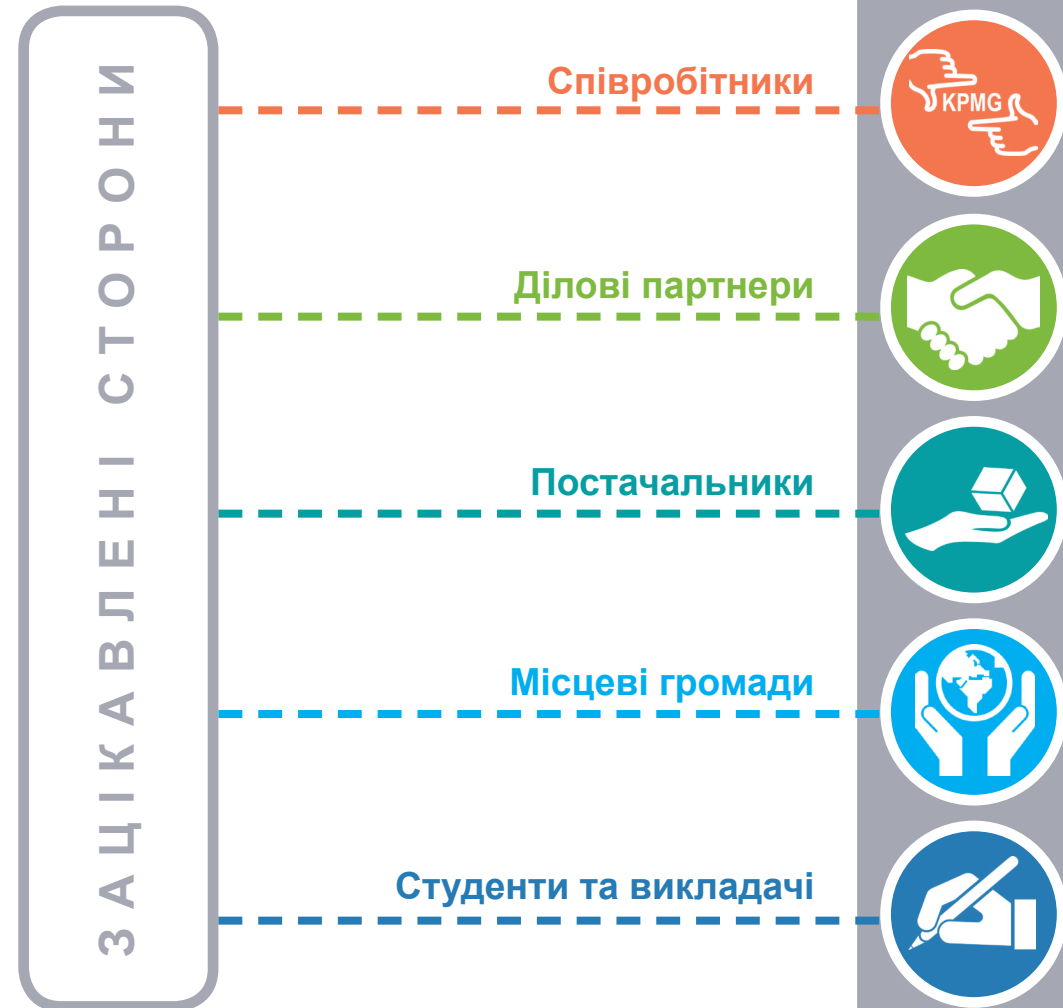 ЗАЦІКАВЛЕНІ СТОРОНИ
Співробітники
KPMG
Ділові партнери
Постачальники
Місцеві громади
Студенти та викладачі